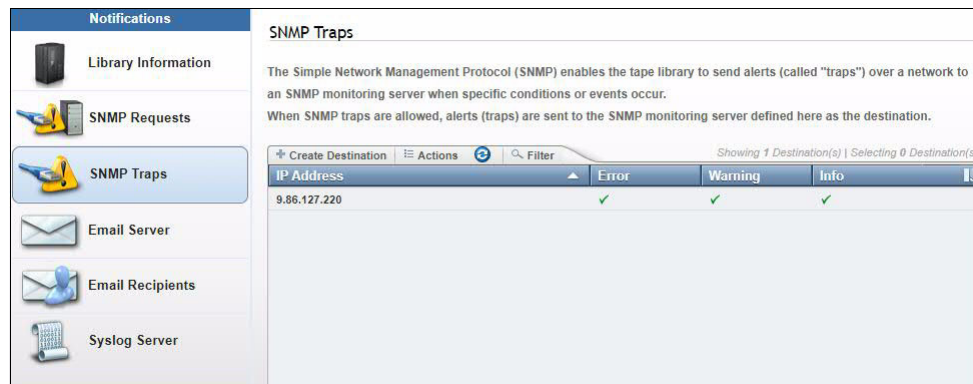 Notifications
Library Information
SNMP Requests
SNMP Traps
Email Server
Email Recipients
Syslog Server
SNMP Traps
The Simple Network Management Protocol (SNMP) enables the tape library to send alerts (called "traps") over a network to
an SNMP monitoring server when specific conditions or events occur.
When SNMP traps are allowed, alerts (traps) are sent to the SNMP monitoring server defined here as the destination.
Create Destination Actions Filter Showing 1 Destination(s) | Selecting 0 Destination(s
IP Address Error Warning Info
9.86.127.220 ✓ ✓ ✓